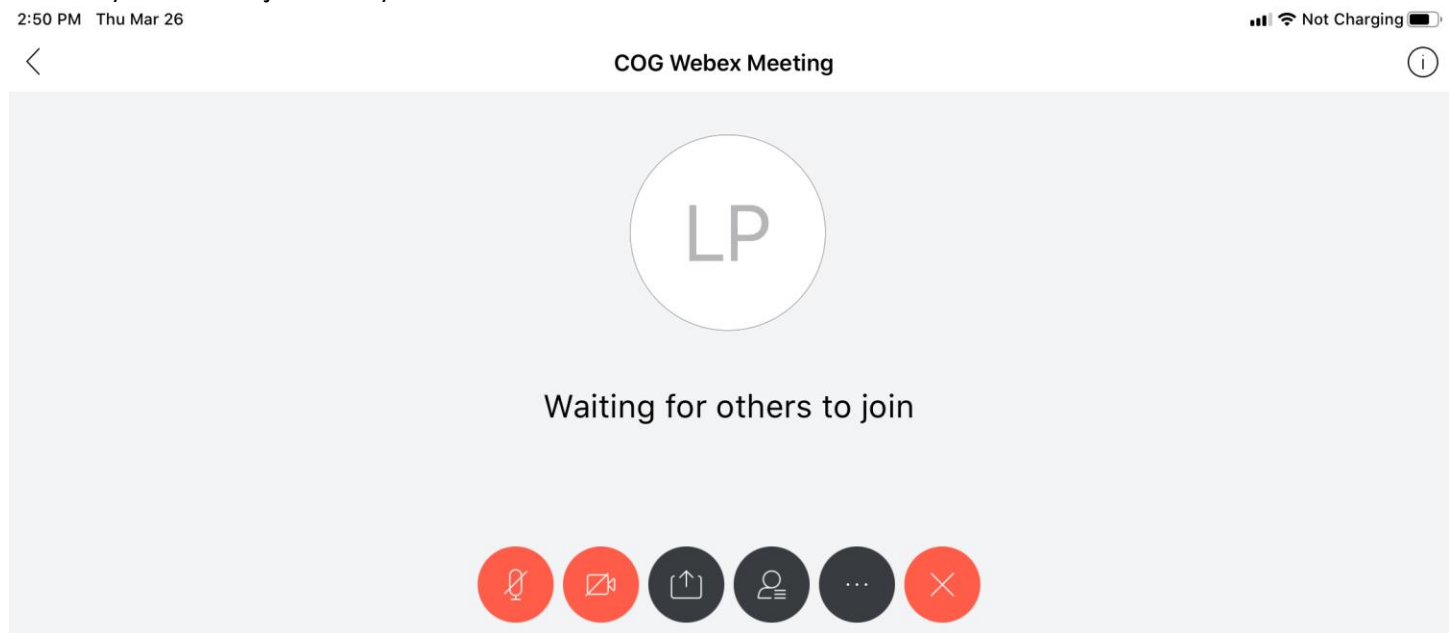 2:50 PM Thu Mar 26 Not Charging
COG Webex Meeting
LP
Waiting for others to join